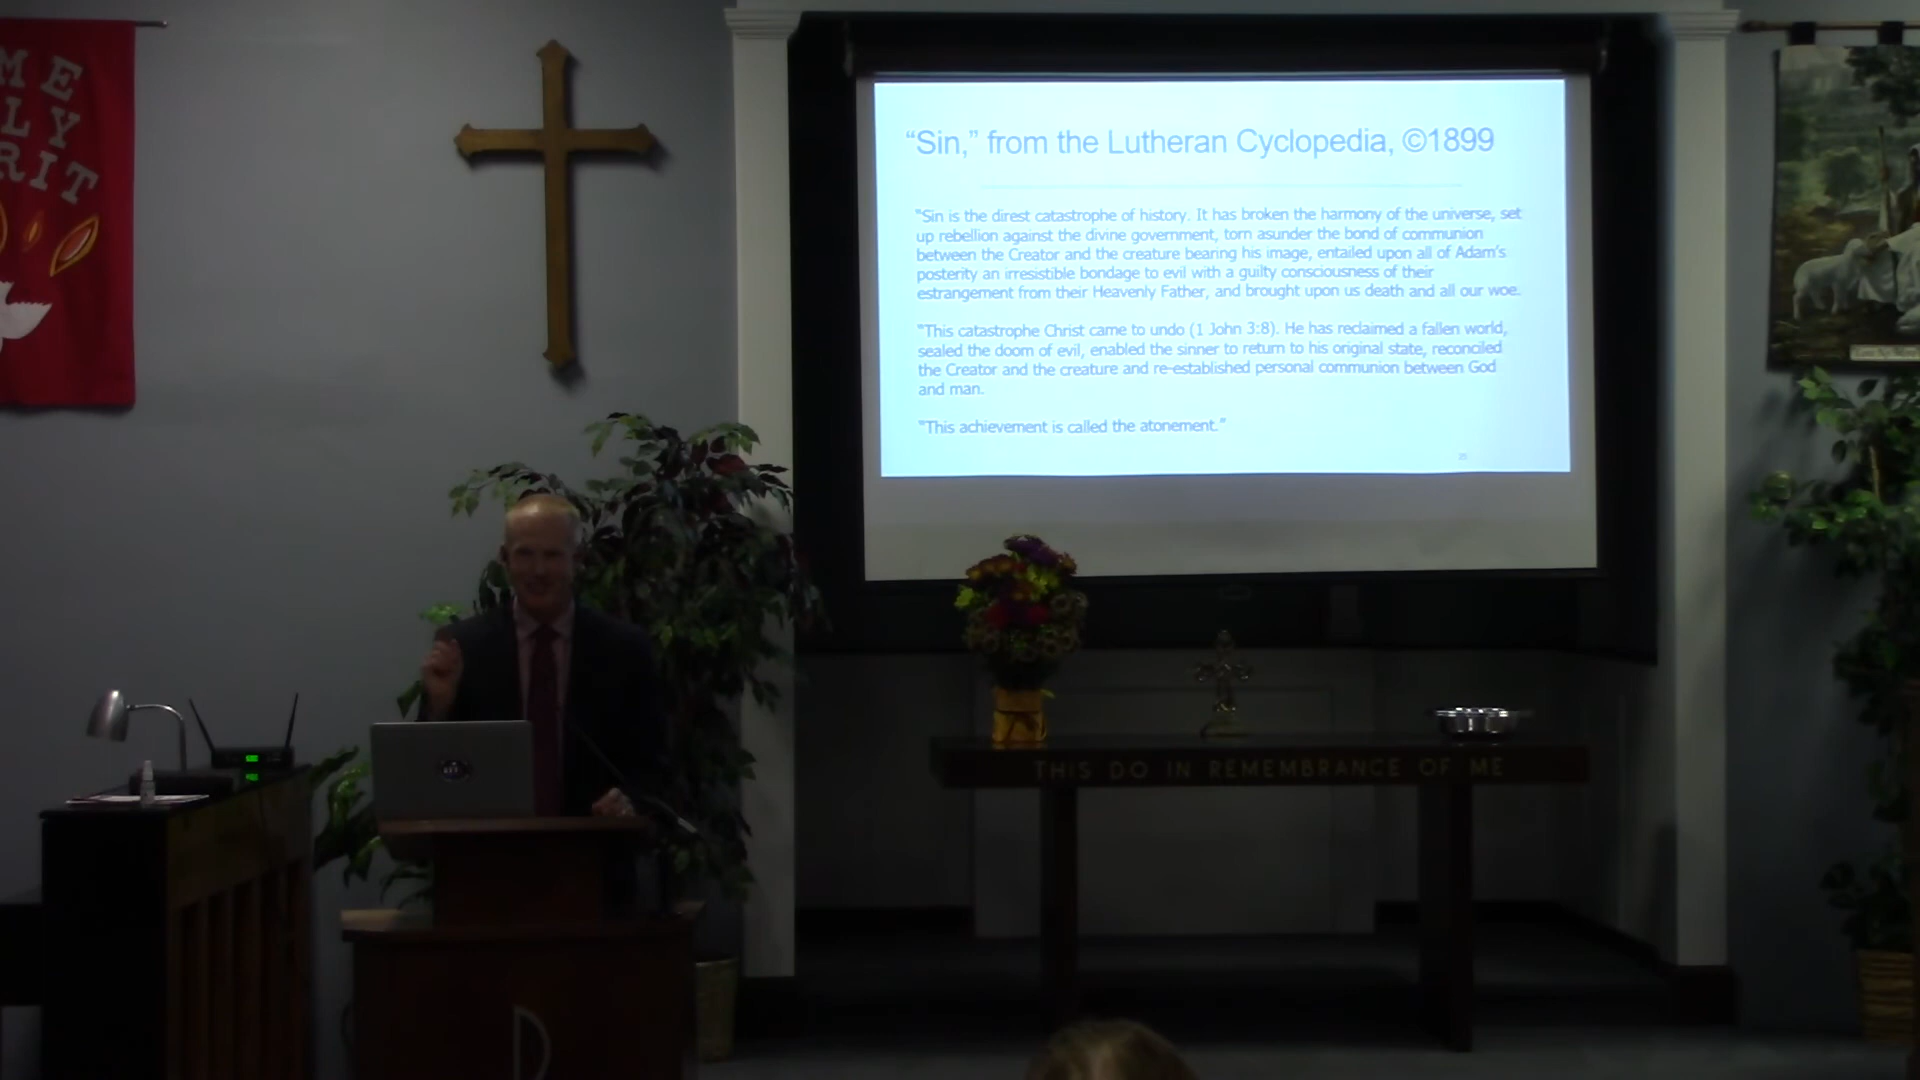 ME
LY
RIT
“Sin,” from the Lutheran Cyclopedia, ©1899
“Sin is the direst catastrophe of history. It has broken the harmony of the universe, set
up rebellion against the divine government, torn asunder the bond of communion
between the Creator and the creature bearing his image, entailed upon all of Adam’s
posterity an irresistible bondage to evil with a guilty consciousness of their
estrangement from their Heavenly Father, and brought upon us death and all our woe.
“This catastrophe Christ came to undo (1 John 3:8). He has reclaimed a fallen world,
sealed the doom of evil, enabled the sinner to return to his original state, reconciled
the Creator and the creature and re-established personal communion between God
and man.
“This achievement is called the atonement.”
THIS DO IN REMEMBRANCE OF ME